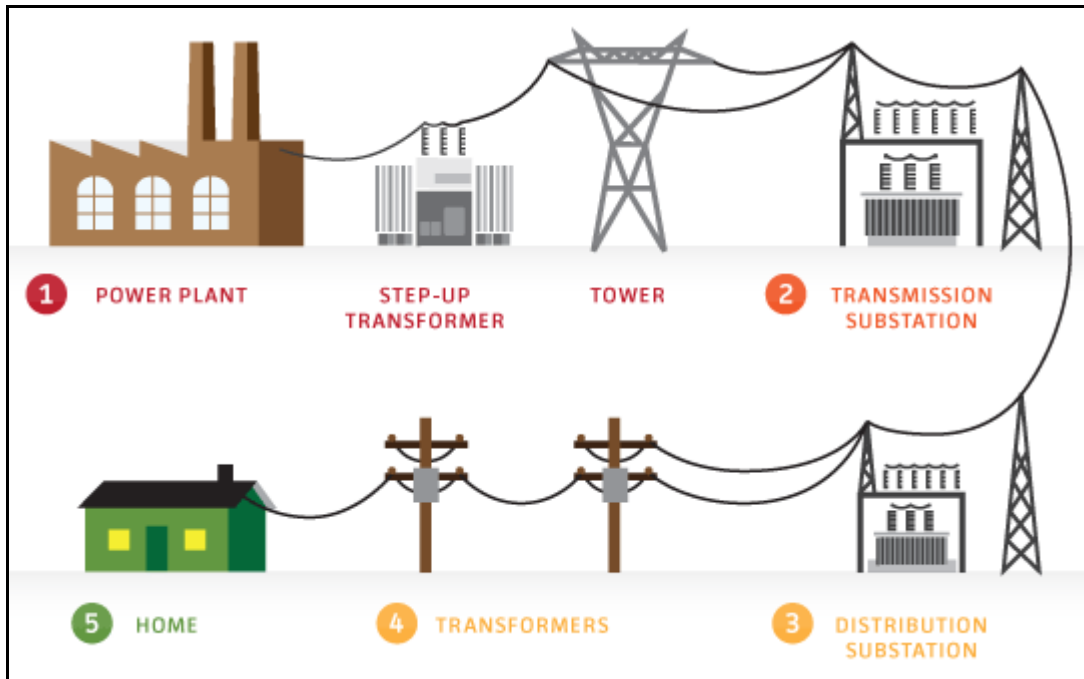 1 POWER PLANT
STEP-UP
TRANSFORMER
TOWER
2 TRANSMISSION
SUBSTATION
5 HOME
4 TRANSFORMERS
3 DISTRIBUTION
SUBSTATION